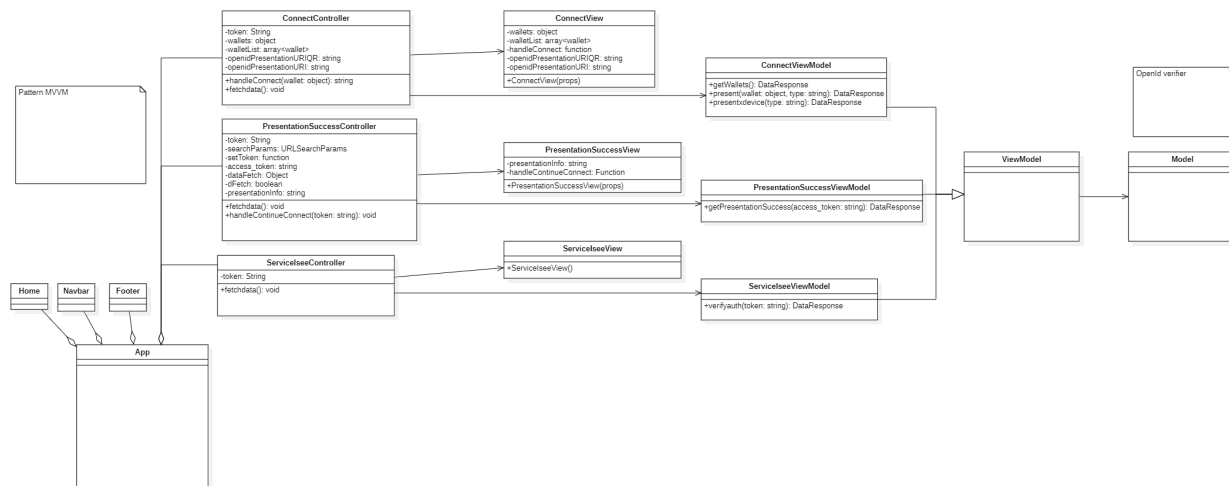 Pattern MVVM
ConnectController
-token: String
-wallets: object
-walletList: array<wallet>
-openidPresentationURIQR: string
-openidPresentationURI: string
+handleConnect(wallet: object): string
+fetchdata(): void
ConnectView
-wallets: object
-walletList: array<wallet>
-handleConnect: function
-openidPresentationURIQR: string
-openidPresentationURI: string
+ConnectView(props)
ConnectViewModel
+getWallets(): DataResponse
+present(wallet: object, type: string): DataResponse
+presentxdevice(type: string): DataResponse
OpenId verifier
PresentationSuccessController
-token: String
-searchParams: URLSearchParams
-setToken: function
-access_token: string
-dataFetch: Object
-dFetch: boolean
-presentationInfo: string
+fetchdata(): void
+handleContinueConnect(token: string): void
PresentationSuccessView
-presentationInfo: string
-handleContinueConnect: Function
+PresentationSuccessView(props)
PresentationSuccessViewModel
+getPresentationSuccess(access_token: string): DataResponse
ViewModel
Model
ServiceIseeController
-token: String
+fetchdata(): void
ServiceIseeView
+ServiceIseeView()
ServiceIseeViewModel
+verifyauth(token: string): DataResponse
Home
Navbar
Footer
App